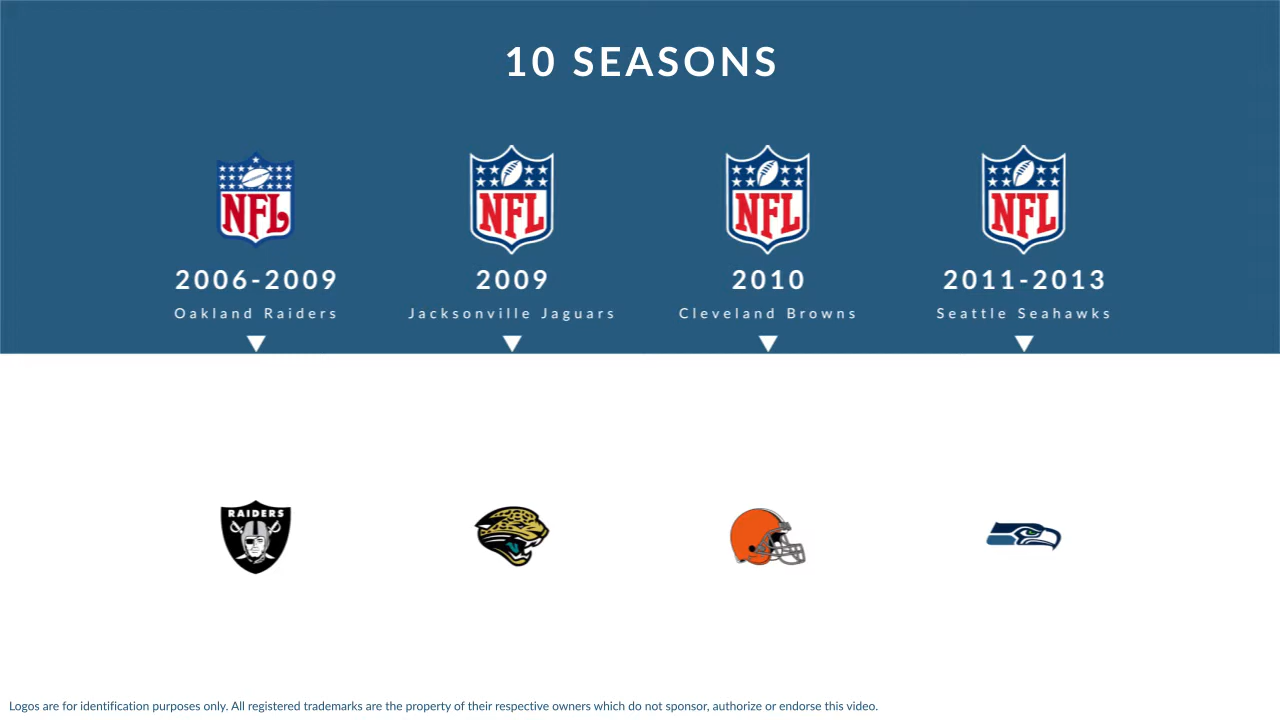 10 SEASONS
NFL NFL NFL NFL
2006-2009 2009 2010 2011-2013
Oakland Raiders Jacksonville Jaguars Cleveland Browns Seattle Seahawks
RAIDERS
Logos are for identification purposes only. All registered trademarks are the property of their respective owners which do not sponsor, authorize or endorse this video.